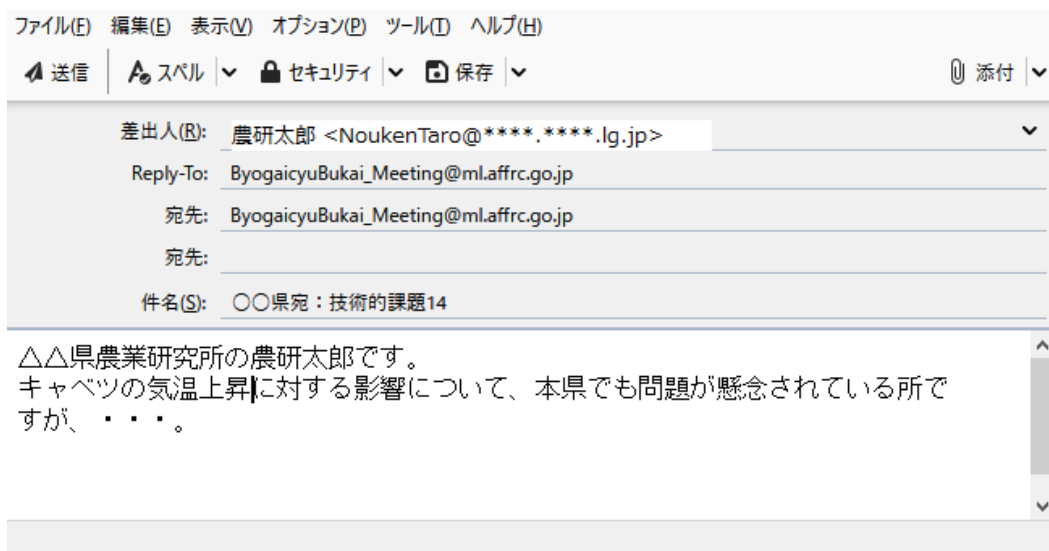 ファイル(F) 編集(E) 表示(V) オプション(P) ツール(T) ヘルプ(H)
送信 スペル セキュリティ 保存 添付
差出人(R): 農研太郎 <NoukenTaro@****.****.lg.jp>
Reply-To: ByogaicyuBukai_Meeting@ml.affrc.go.jp
宛先: ByogaicyuBukai_Meeting@ml.affrc.go.jp
宛先:
件名(S): 〇〇県宛：技術的課題14
△△県農業研究所の農研太郎です。
キャベツの気温上昇に対する影響について、本県でも問題が懸念されている所で
すが、・・・。